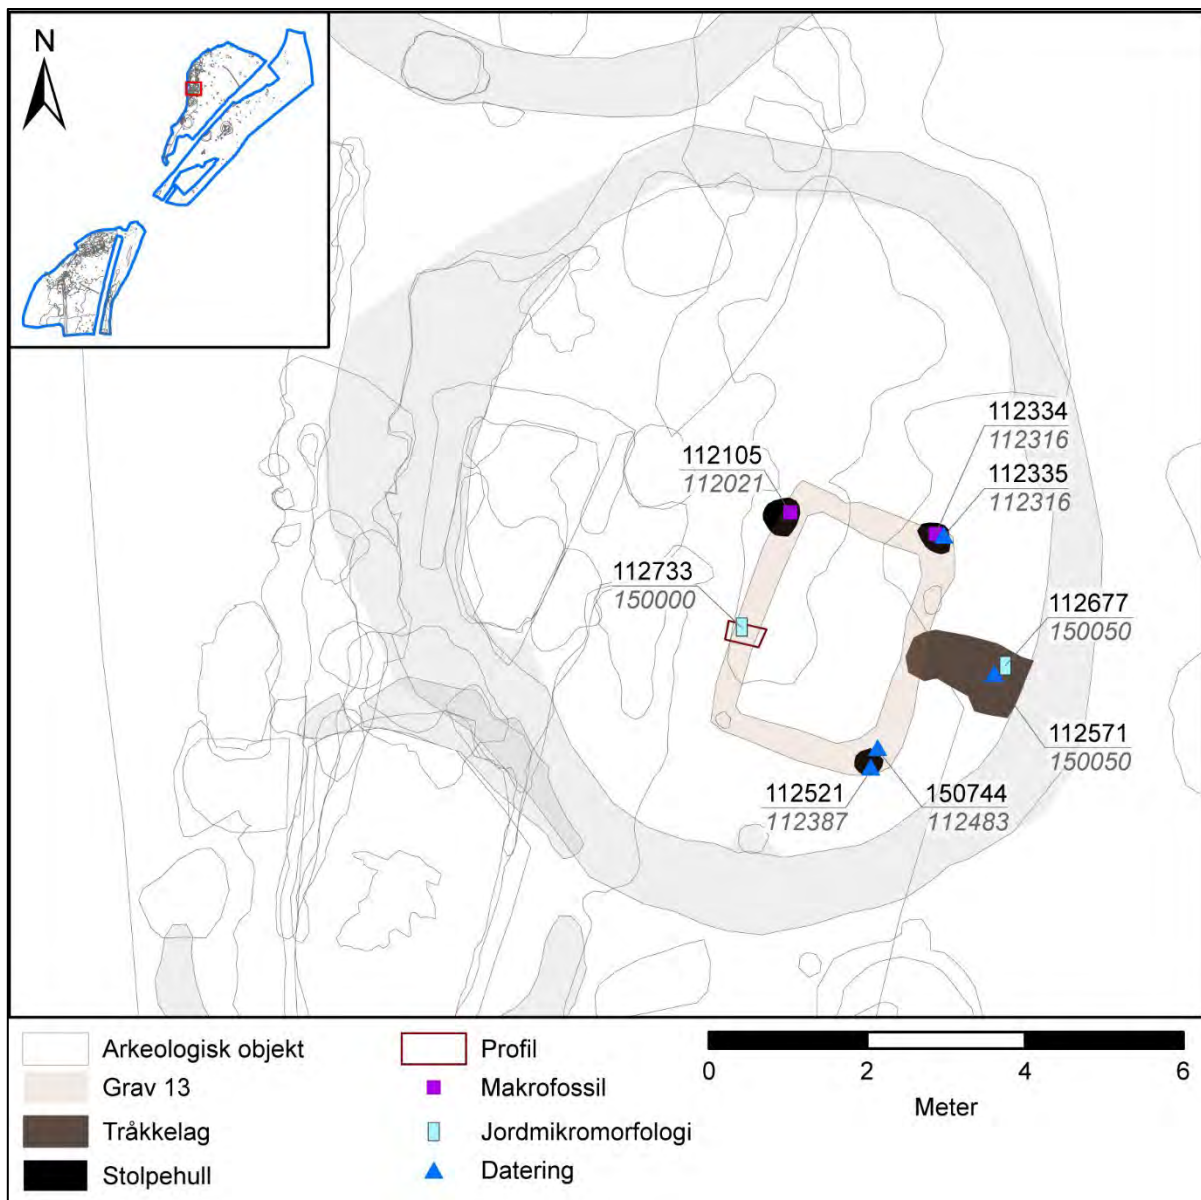 N
112334
112316
112105
112021
112335
112316
112733
150000
112677
150050
112571
150050
112521
112387
150744
112483
Arkeologisk objekt
Grav 13
Tråkkelag
Stolpehull
Profil
Makrofossil
Jordmikromorfologi
Datering
0 2 4 6
Meter